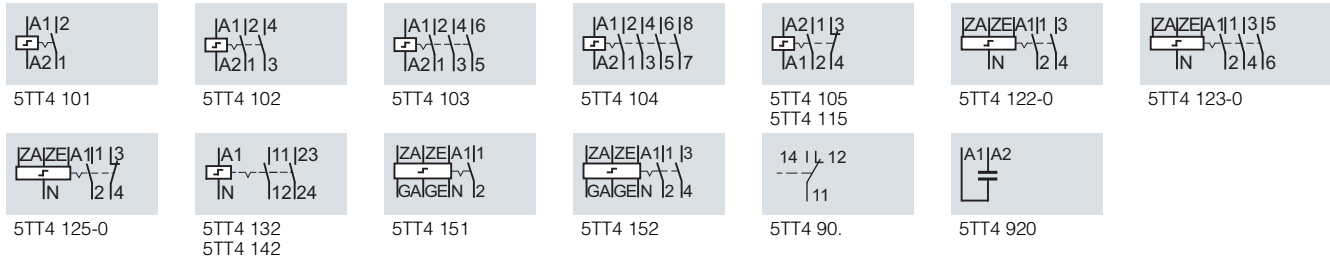 A1 2
A2 1
5TT4 101
A1 2 4
A2 1 3
5TT4 102
A1 2 4 6
A2 1 3 5
5TT4 103
A1 2 4 6 8
A2 1 3 5 7
5TT4 104
A2 1 3
A1 2 4
5TT4 105
5TT4 115
ZA ZE A1 1 3
N 2 4
5TT4 122-0
ZA ZE A1 1 3 5
N 2 4 6
5TT4 123-0
ZA ZE A1 1 3
N 2 4
5TT4 125-0
A1 11 23
N 12 24
5TT4 132
5TT4 142
ZA ZE A1 1
GA GE N 2
5TT4 151
ZA ZE A1 1 3
GA GE N 2 4
5TT4 152
14 12
11
5TT4 90.
A1 A2
5TT4 920